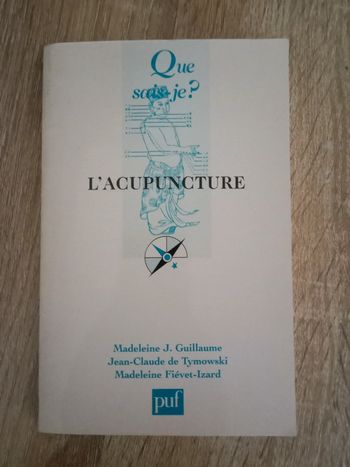 Que
sais-je?
L'ACUPUNCTURE
Madeleine J. Guillaume
Jean-Claude de Tymowski
Madeleine Fiévet-Izard
puf